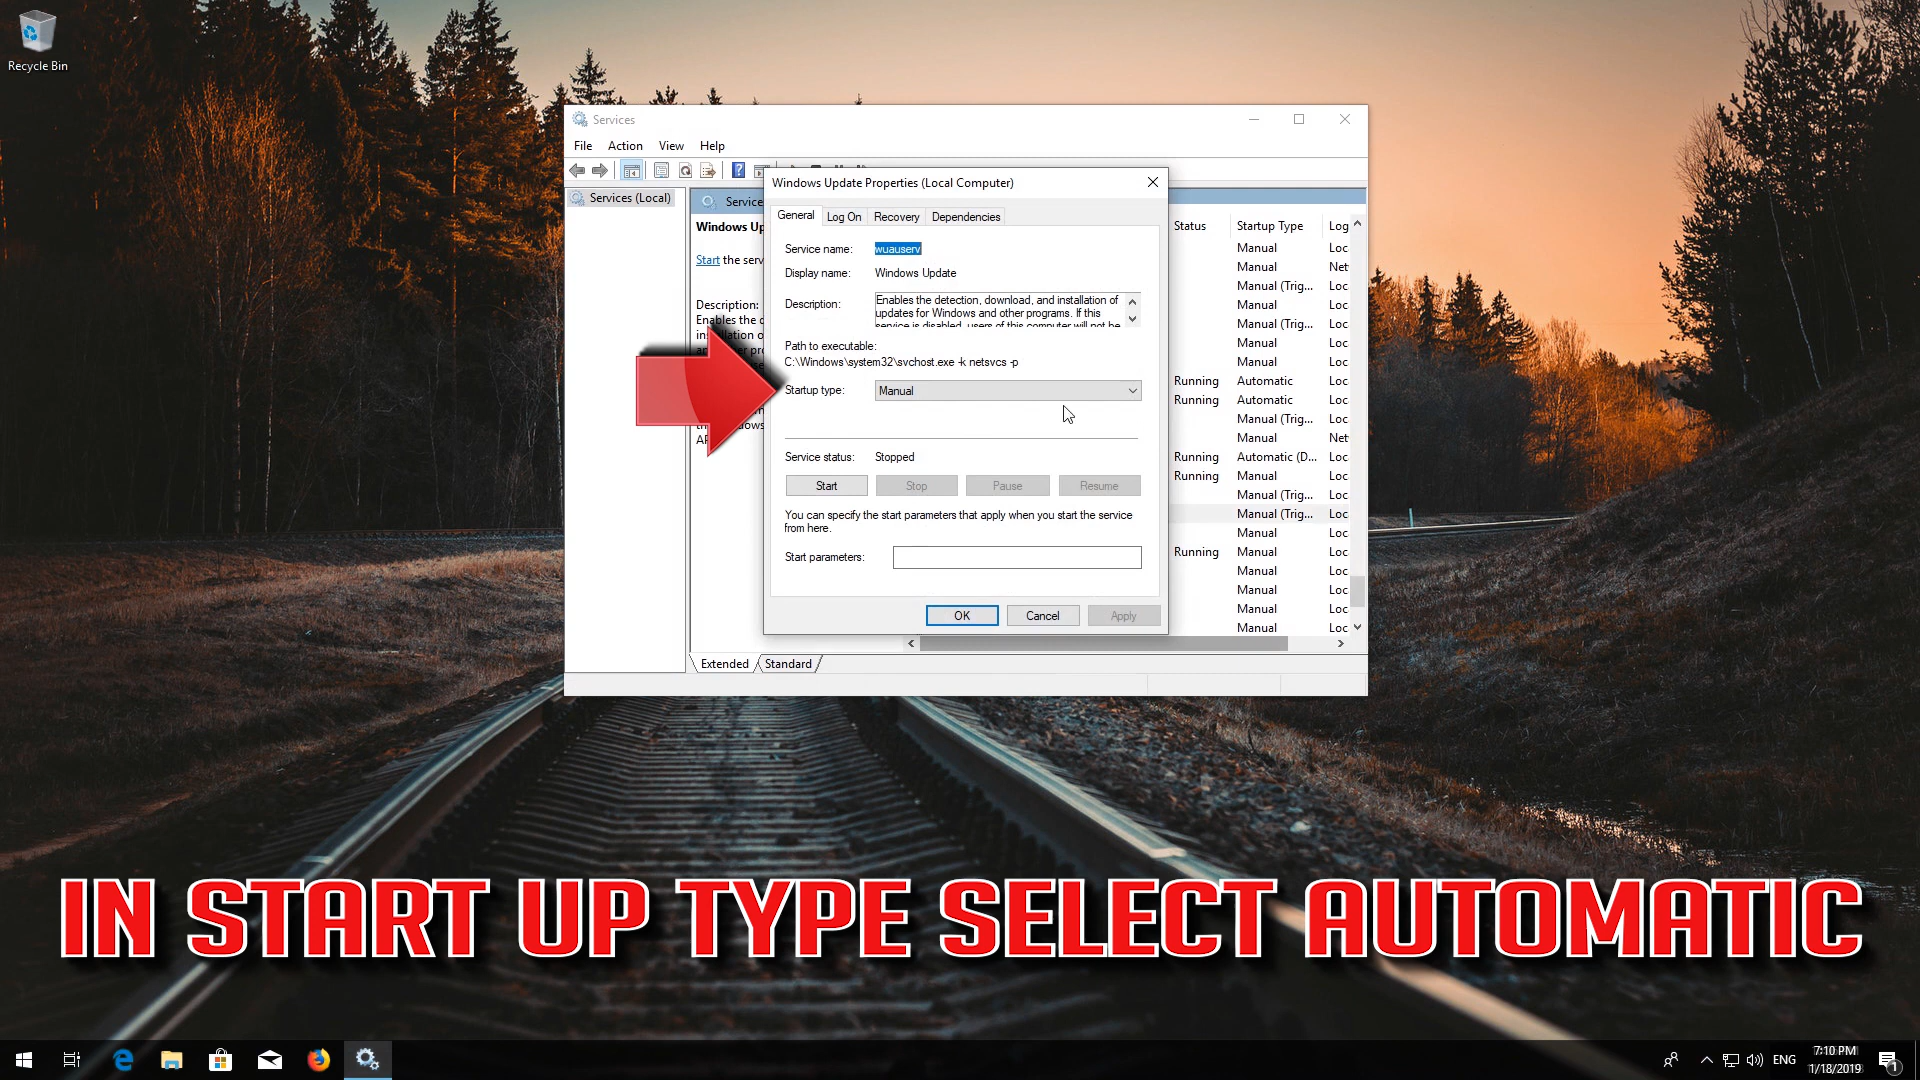 Recycle Bin
Services
File Action View Help
Services (Local)
Service
Windows Up
Start the serv
Description:
Enables the d
Windows Update Properties (Local Computer)
General Log On Recovery Dependencies
Service name: wuauserv
Display name: Windows Update
Description: Enables the detection, download, and installation of
updates for Windows and other programs. If this
service is disabled, users of this computer will not be
Path to executable:
C:\Windows\system32\svchost.exe -k netsvcs -p
Startup type: Manual
Service status: Stopped
Start Stop Pause Resume
You can specify the start parameters that apply when you start the service
from here.
Start parameters:
OK Cancel Apply
Status Startup Type Log
Manual Loc
Manual Net
Manual (Trig... Loc
Manual Loc
Manual (Trig... Loc
Manual Loc
Manual Loc
Running Automatic Loc
Running Automatic Loc
Manual (Trig... Loc
Manual Net
Running Automatic (D... Loc
Running Manual Loc
Manual (Trig... Loc
Manual (Trig... Loc
Manual Loc
Running Manual Loc
Manual Loc
Manual Loc
Manual Loc
Manual Loc
Extended Standard
IN START UP TYPE SELECT AUTOMATIC
ENG
7:10 PM
1/18/2019
1